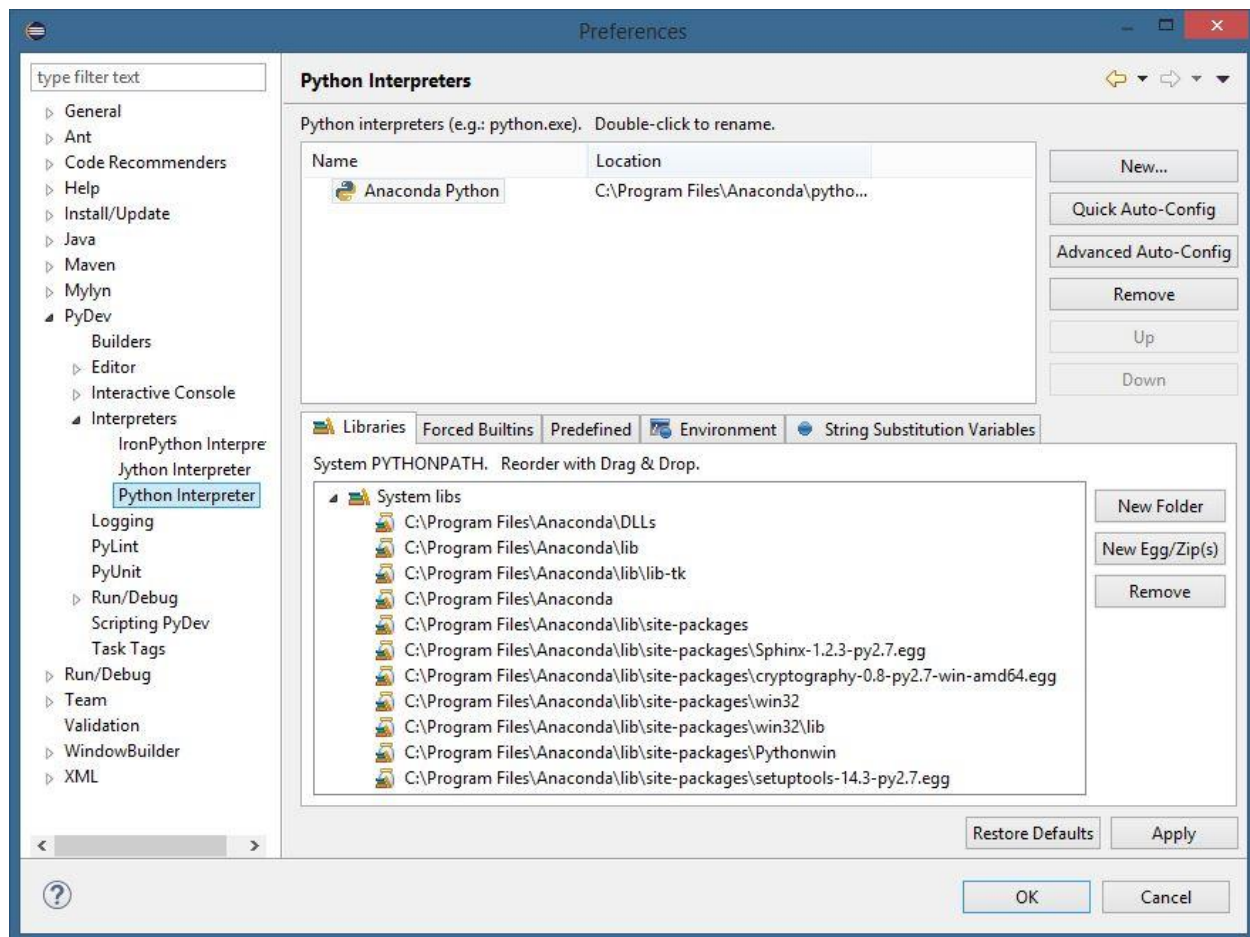 Preferences
type filter text
General
Ant
Code Recommenders
Help
Install/Update
Java
Maven
Mylyn
PyDev
Builders
Editor
Interactive Console
Interpreters
IronPython Interpre
Jython Interpreter
Python Interpreter
Logging
PyLint
PyUnit
Run/Debug
Scripting PyDev
Task Tags
Run/Debug
Team
Validation
WindowBuilder
XML
Python Interpreters
Python interpreters (e.g.: python.exe). Double-click to rename.
Name Location
Anaconda Python C:\Program Files\Anaconda\pytho...
New...
Quick Auto-Config
Advanced Auto-Config
Remove
Up
Down
Libraries Forced Builtins Predefined Environment String Substitution Variables
System PYTHONPATH. Reorder with Drag & Drop.
System libs
C:\Program Files\Anaconda\DLLs
C:\Program Files\Anaconda\lib
C:\Program Files\Anaconda\lib\lib-tk
C:\Program Files\Anaconda
C:\Program Files\Anaconda\lib\site-packages
C:\Program Files\Anaconda\lib\site-packages\Sphinx-1.2.3-py2.7.egg
C:\Program Files\Anaconda\lib\site-packages\cryptography-0.8-py2.7-win-amd64.egg
C:\Program Files\Anaconda\lib\site-packages\win32
C:\Program Files\Anaconda\lib\site-packages\win32\lib
C:\Program Files\Anaconda\lib\site-packages\Pythonwin
C:\Program Files\Anaconda\lib\site-packages\setuptools-14.3-py2.7.egg
New Folder
New Egg/Zip(s)
Remove
Restore Defaults Apply
? OK Cancel